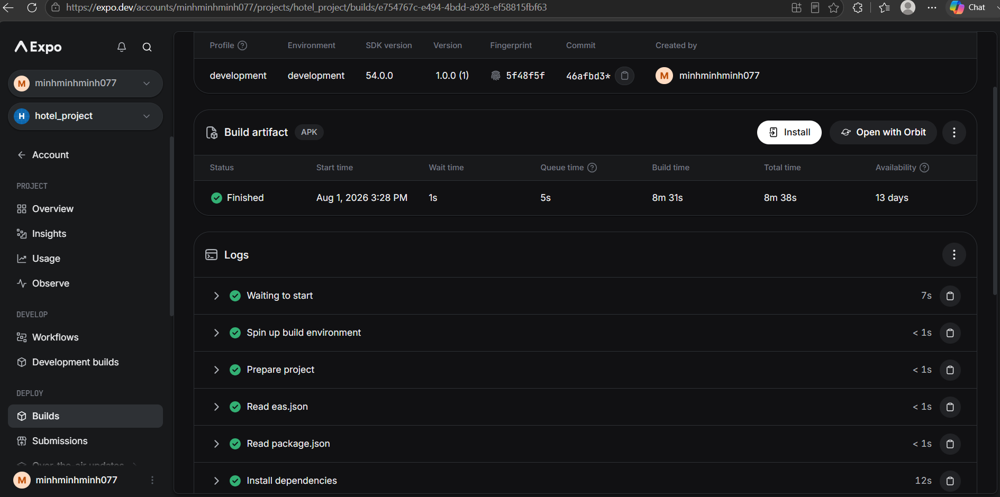 https://expo.dev/accounts/minhminhminh077/projects/hotel_project/builds/e754767c-e494-4bdd-a928-ef58815fbf63
Chat
Expo
M minhminhminh077
H hotel_project
Account
PROJECT
Overview
Insights
Usage
Observe
DEVELOP
Workflows
Development builds
DEPLOY
Builds
Submissions
Over-the-air updates
M minhminhminh077
Profile Environment SDK version Version Fingerprint Commit Created by
development development 54.0.0 1.0.0 (1) 5f48f5f 46afbd3* M minhminhminh077
Build artifact APK Install Open with Orbit
Status Start time Wait time Queue time Build time Total time Availability
Finished Aug 1, 2026 3:28 PM 1s 5s 8m 31s 8m 38s 13 days
Logs
Waiting to start 7s
Spin up build environment < 1s
Prepare project < 1s
Read eas.json < 1s
Read package.json < 1s
Install dependencies 12s